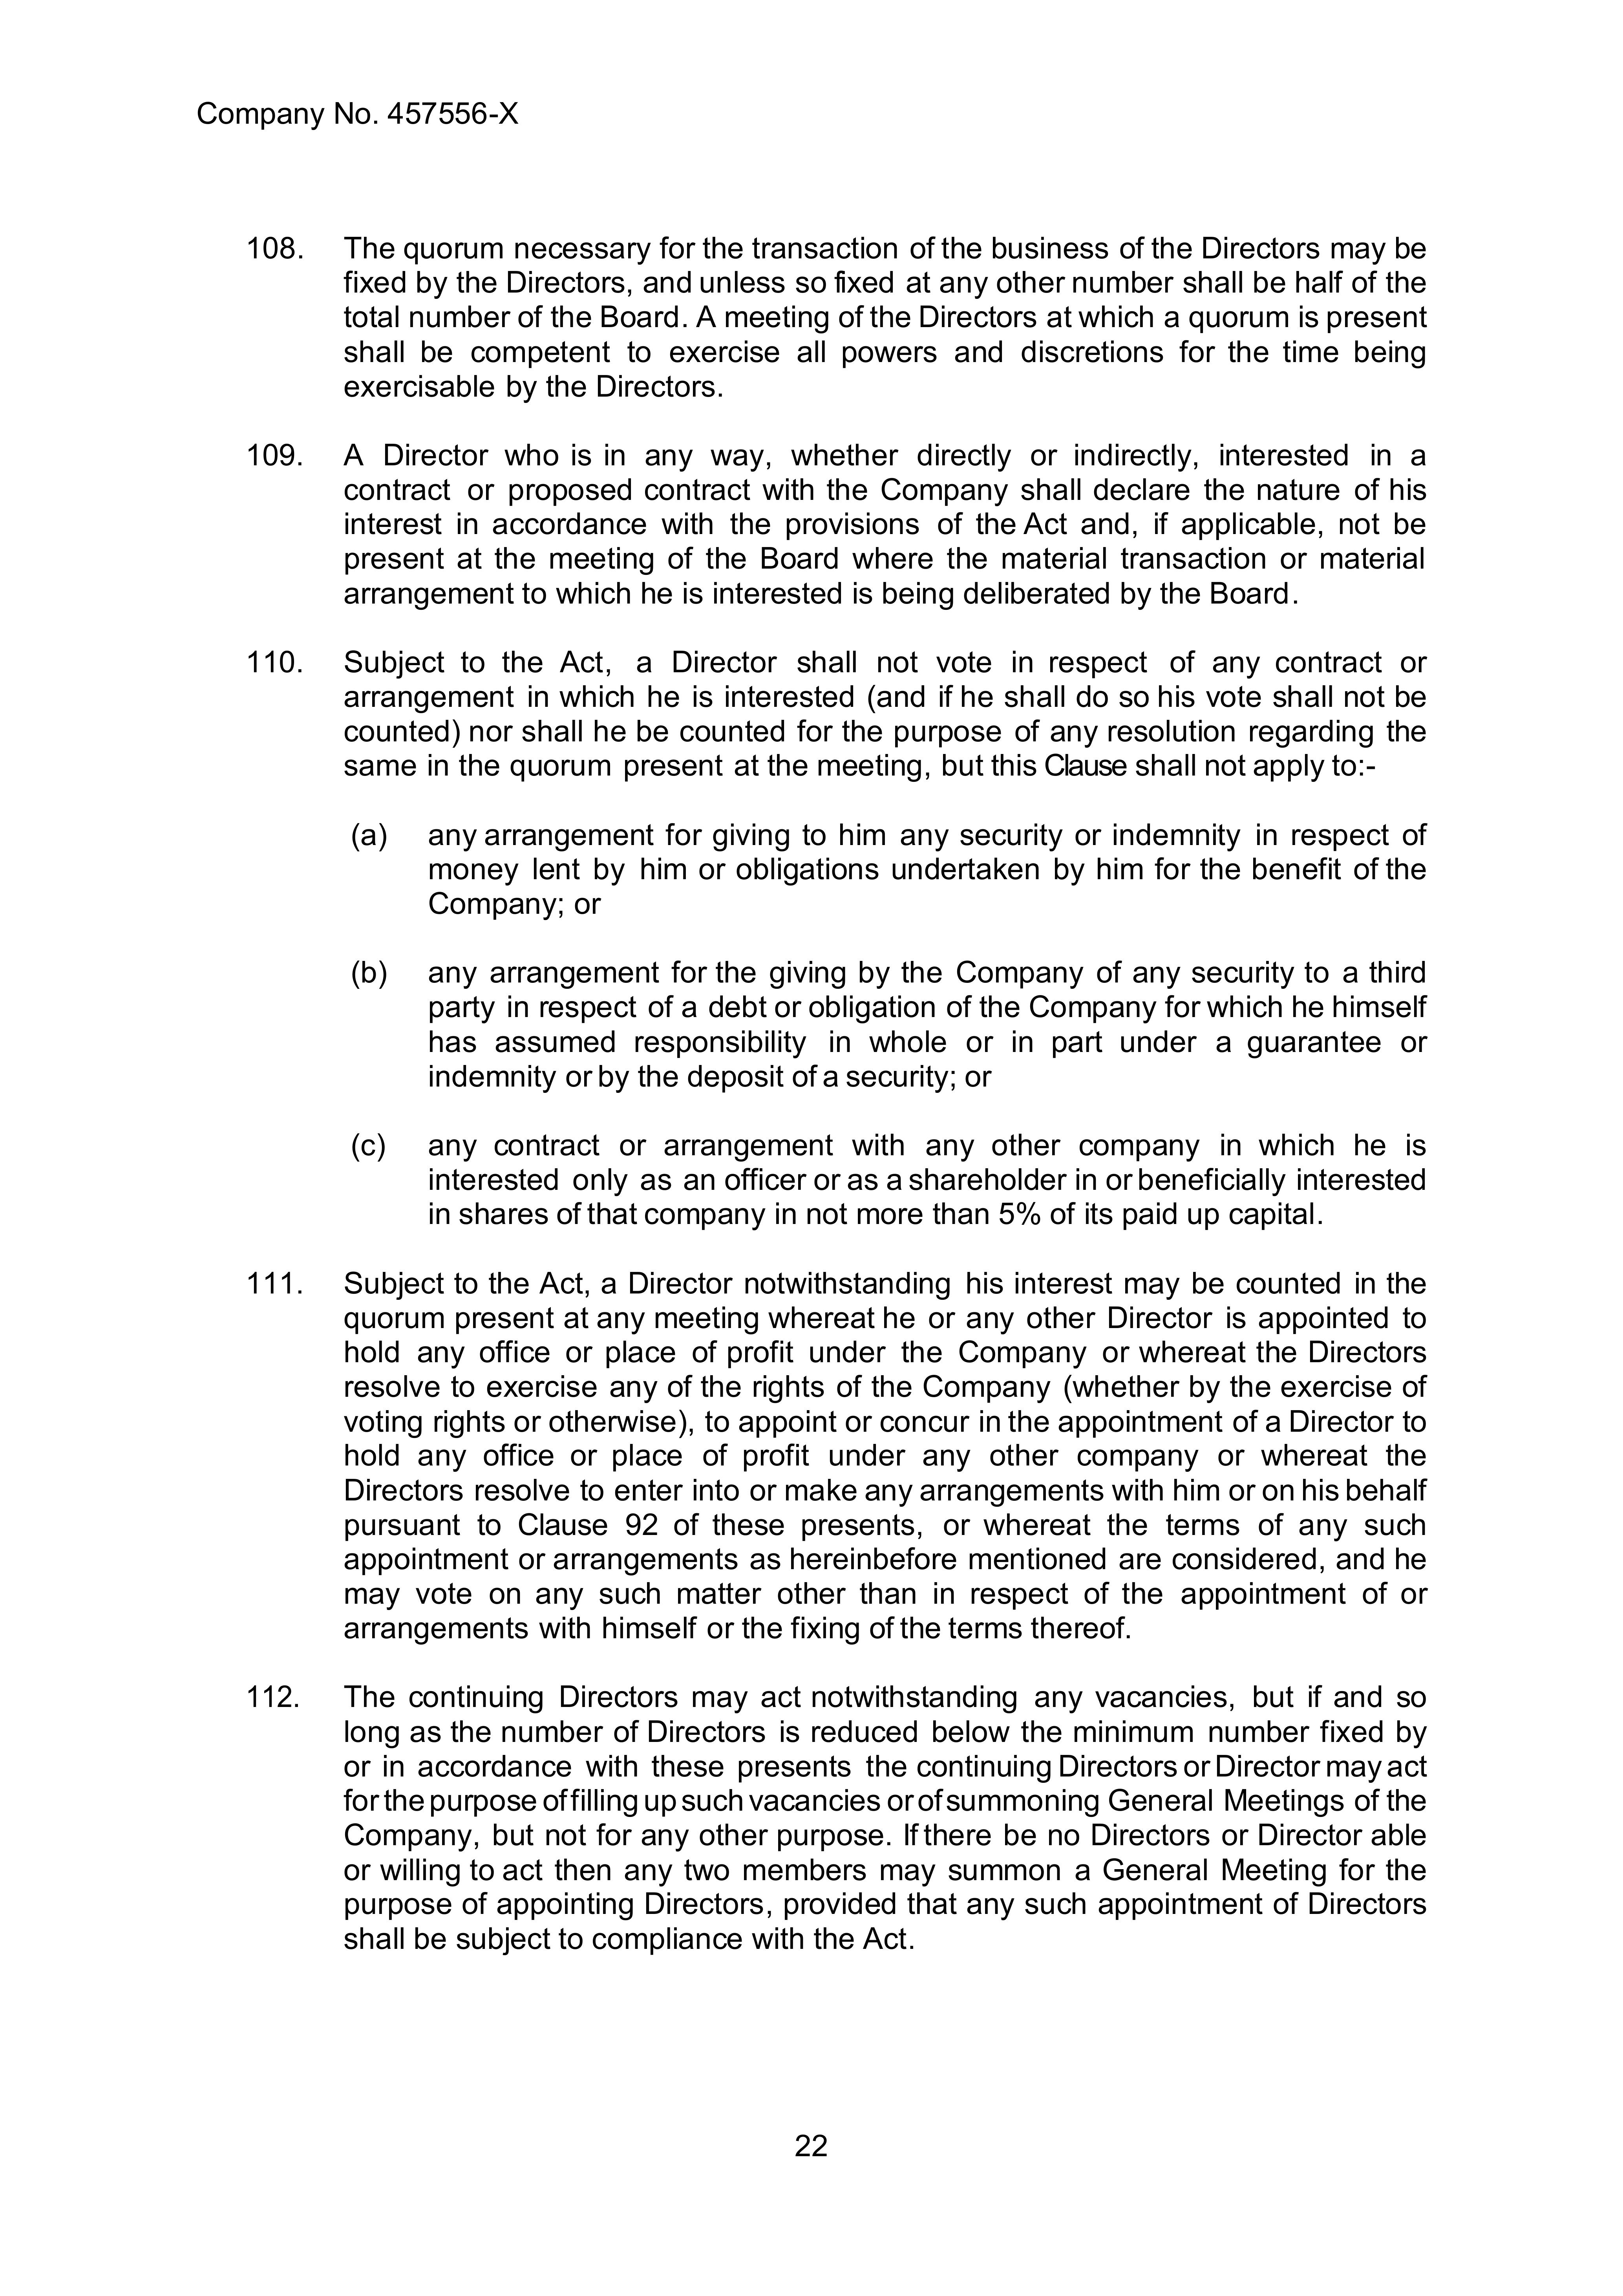 Company No. 457556-X
108. The quorum necessary for the transaction of the business of the Directors may be
fixed by the Directors, and unless so fixed at any other number shall be half of the
total number of the Board. A meeting of the Directors at which a quorum is present
shall be competent to exercise all powers and discretions for the time being
exercisable by the Directors.
109. A Director who is in any way, whether directly or indirectly, interested in a
contract or proposed contract with the Company shall declare the nature of his
interest in accordance with the provisions of the Act and, if applicable, not be
present at the meeting of the Board where the material transaction or material
arrangement to which he is interested is being deliberated by the Board.
110. Subject to the Act, a Director shall not vote in respect of any contract or
arrangement in which he is interested (and if he shall do so his vote shall not be
counted) nor shall he be counted for the purpose of any resolution regarding the
same in the quorum present at the meeting, but this Clause shall not apply to:-
(a) any arrangement for giving to him any security or indemnity in respect of
money lent by him or obligations undertaken by him for the benefit of the
Company; or
(b) any arrangement for the giving by the Company of any security to a third
party in respect of a debt or obligation of the Company for which he himself
has assumed responsibility in whole or in part under a guarantee or
indemnity or by the deposit of a security; or
(c) any contract or arrangement with any other company in which he is
interested only as an officer or as a shareholder in or beneficially interested
in shares of that company in not more than 5% of its paid up capital.
111. Subject to the Act, a Director notwithstanding his interest may be counted in the
quorum present at any meeting whereat he or any other Director is appointed to
hold any office or place of profit under the Company or whereat the Directors
resolve to exercise any of the rights of the Company (whether by the exercise of
voting rights or otherwise), to appoint or concur in the appointment of a Director to
hold any office or place of profit under any other company or whereat the
Directors resolve to enter into or make any arrangements with him or on his behalf
pursuant to Clause 92 of these presents, or whereat the terms of any such
appointment or arrangements as hereinbefore mentioned are considered, and he
may vote on any such matter other than in respect of the appointment of or
arrangements with himself or the fixing of the terms thereof.
112. The continuing Directors may act notwithstanding any vacancies, but if and so
long as the number of Directors is reduced below the minimum number fixed by
or in accordance with these presents the continuing Directors or Director may act
for the purpose of filling up such vacancies or of summoning General Meetings of the
Company, but not for any other purpose. If there be no Directors or Director able
or willing to act then any two members may summon a General Meeting for the
purpose of appointing Directors, provided that any such appointment of Directors
shall be subject to compliance with the Act.
22